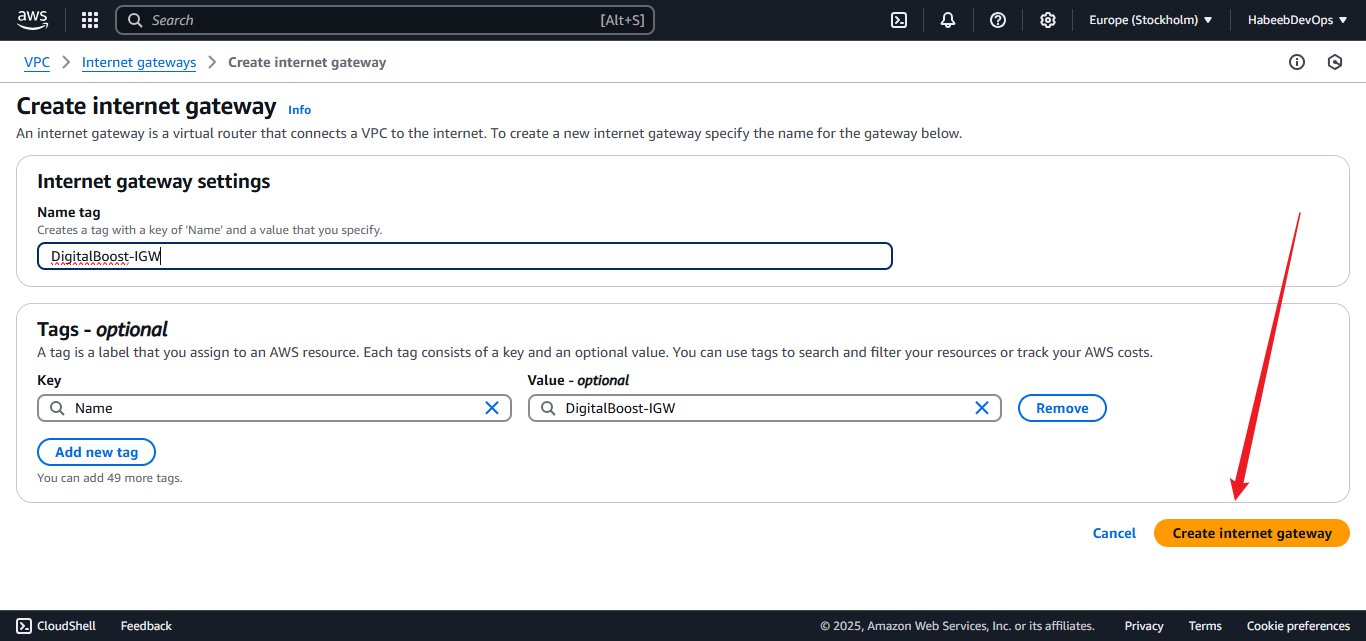 aws
Search [Alt+S] Europe (Stockholm) HabeebDevOps
VPC Internet gateways Create internet gateway
Create internet gateway Info
An internet gateway is a virtual router that connects a VPC to the internet. To create a new internet gateway specify the name for the gateway below.
Internet gateway settings
Name tag
Creates a tag with a key of 'Name' and a value that you specify.
DigitalBoost-IGW
Tags - optional
A tag is a label that you assign to an AWS resource. Each tag consists of a key and an optional value. You can use tags to search and filter your resources or track your AWS costs.
Key Value - optional
Name DigitalBoost-IGW Remove
Add new tag
You can add 49 more tags.
Cancel Create internet gateway
CloudShell Feedback © 2025, Amazon Web Services, Inc. or its affiliates. Privacy Terms Cookie preferences